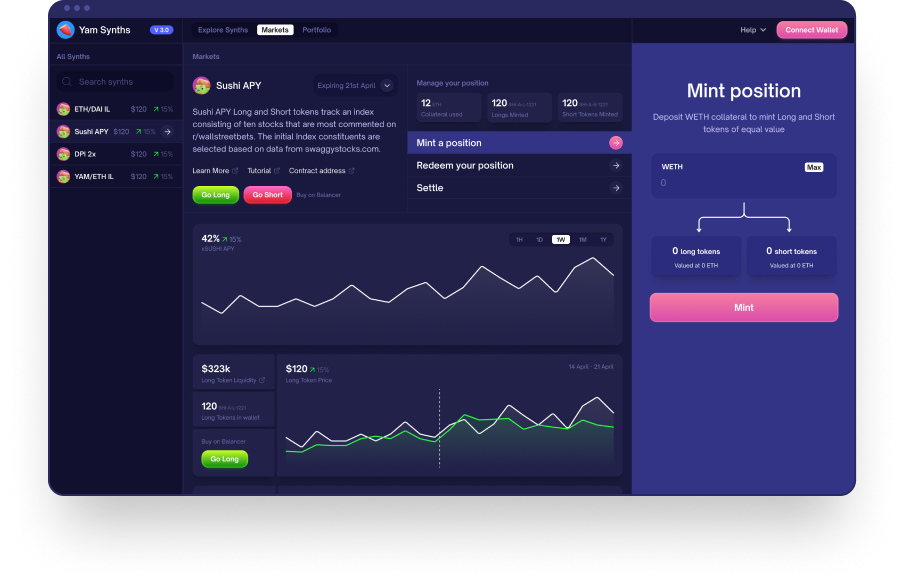 Yam Synths
V 3.0
Explore Synths
Markets
Portfolio
Help
Connect Wallet
All Synths
Search synths
ETH/DAI IL $120 15%
Sushi APY $120 15%
DPI 2x $120 15%
YAM/ETH IL $120 15%
Markets
Sushi APY
Expiring 21st April
Sushi APY Long and Short tokens track an index
consisting of ten stocks that are most commented on
r/wallstreetbets. The initial Index constituents are
selected based on data from swaggystocks.com.
Learn More
Tutorial
Contract address
Go Long
Go Short
Buy on Balancer
Manage your position
12 ETH
Collateral used
120
Longs Minted
120
Short Tokens Minted
Mint a position
Redeem your position
Settle
42% 15%
xSUSHI APY
1H 1D 1W 1M 1Y
$323k
Long Token Liquidity
120
Long Tokens in wallet
Buy on Balancer
Go Long
$120 15%
Long Token Price
14 April - 21 April
Mint position
Deposit WETH collateral to mint Long and Short
tokens of equal value
WETH
Max
0
0 long tokens
Valued at 0 ETH
0 short tokens
Valued at 0 ETH
Mint